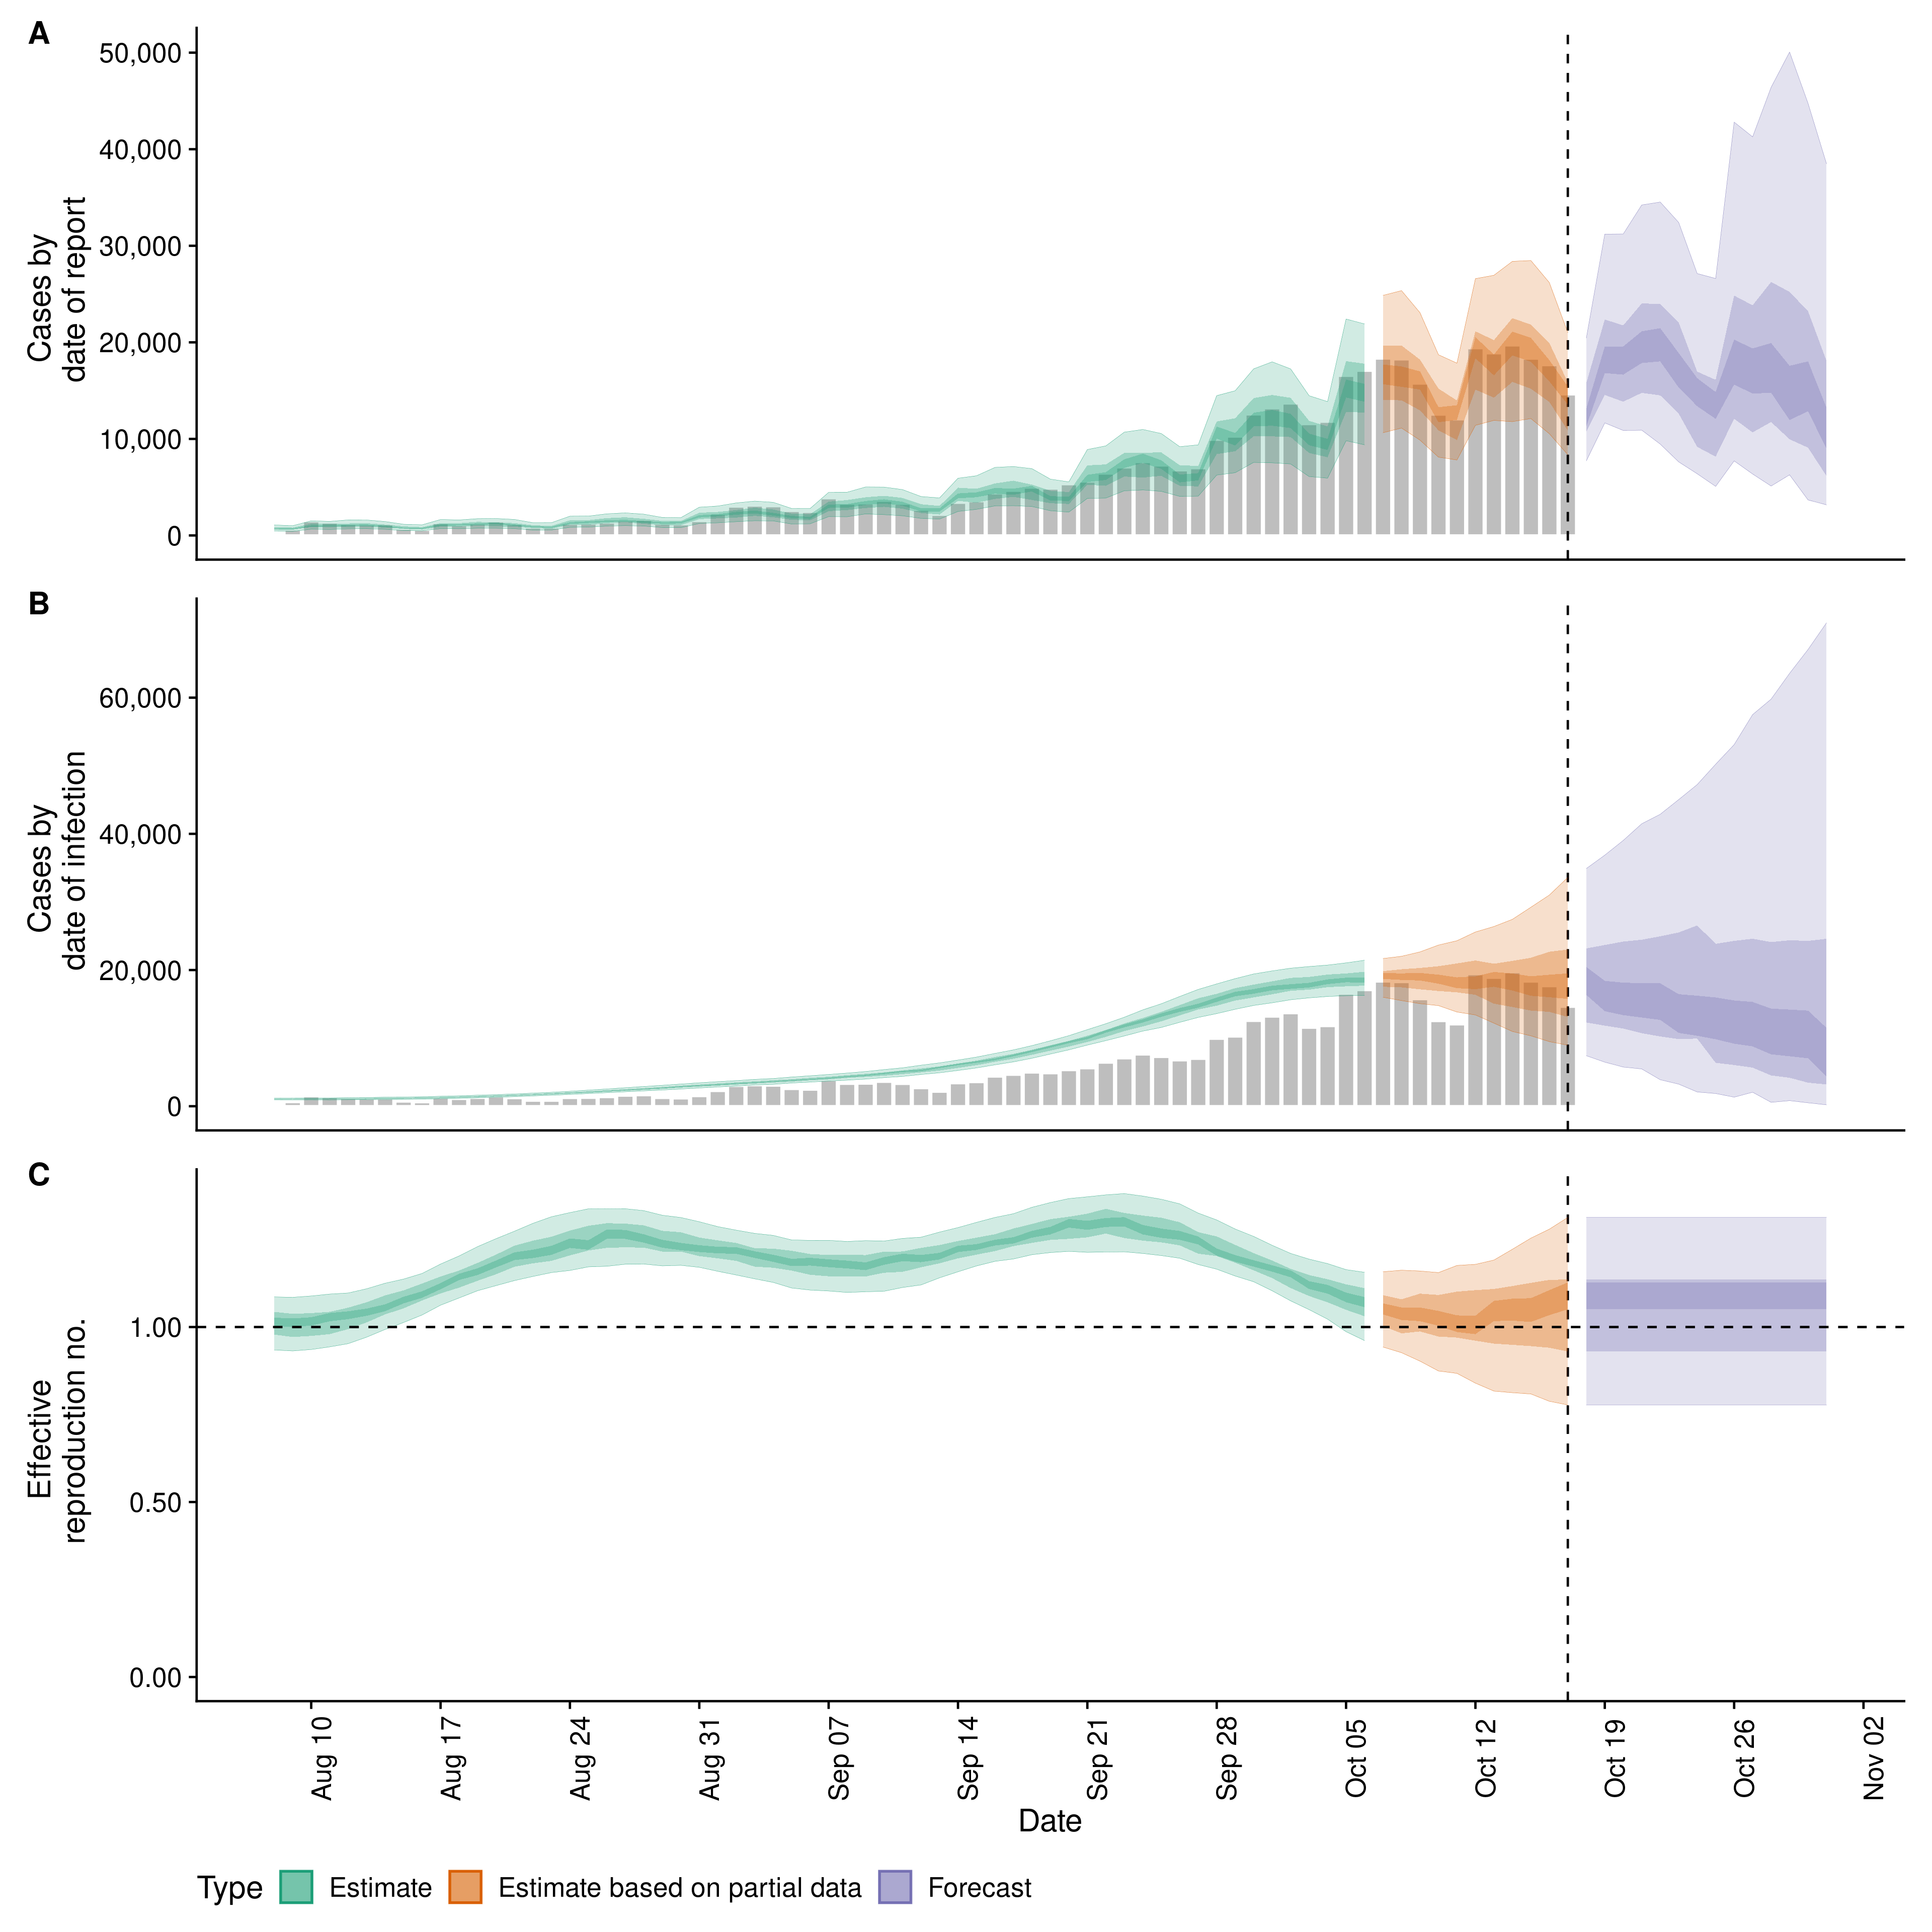 A
50,000
40,000
30,000
20,000
10,000
0
Cases by
date of report
B
60,000
40,000
20,000
0
Cases by
date of infection
C
1.00
0.50
0.00
Effective
reproduction no.
Aug 10
Aug 17
Aug 24
Aug 31
Sep 07
Sep 14
Sep 21
Sep 28
Oct 05
Oct 12
Oct 19
Oct 26
Nov 02
Date
Type Estimate Estimate based on partial data Forecast